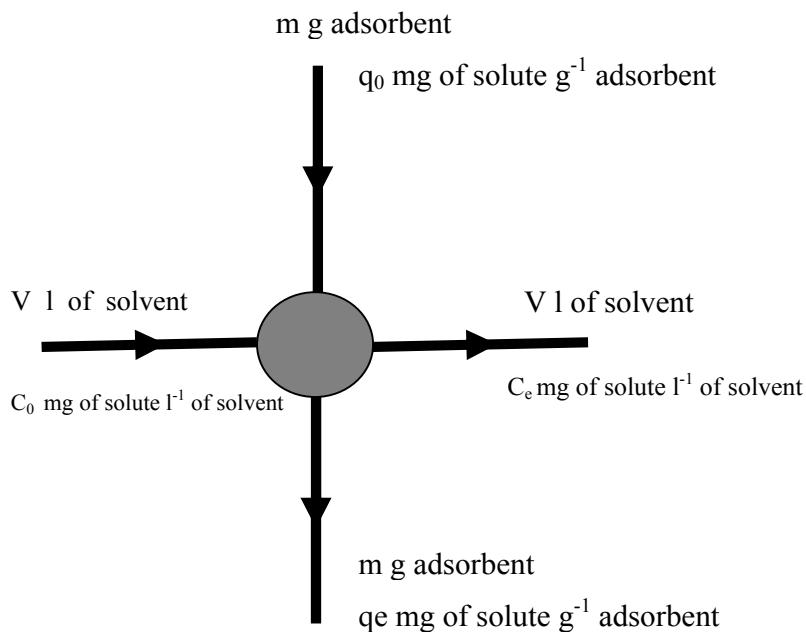 m g adsorbent
q₀ mg of solute g⁻¹ adsorbent
V l of solvent
V l of solvent
C₀ mg of solute l⁻¹ of solvent
Cₑ mg of solute l⁻¹ of solvent
m g adsorbent
qe mg of solute g⁻¹ adsorbent